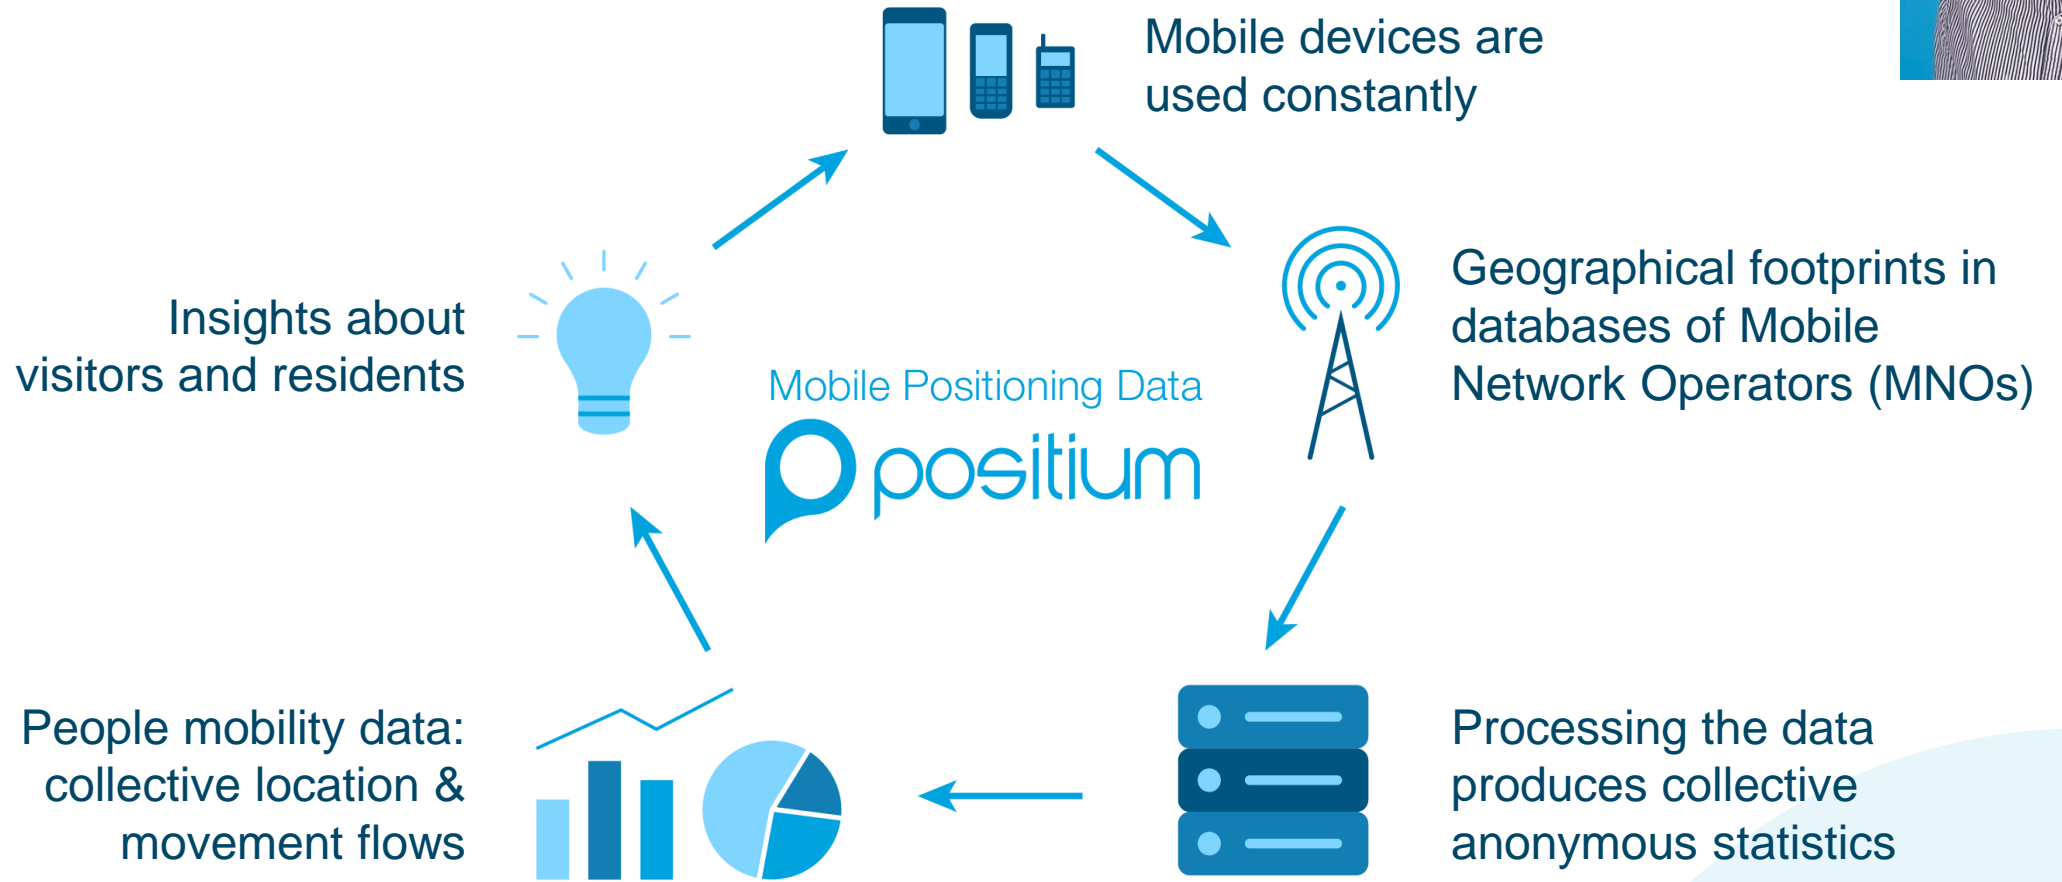 Mobile devices are
used constantly
Geographical footprints in
databases of Mobile
Network Operators (MNOs)
Processing the data
produces collective
anonymous statistics
People mobility data:
collective location &
movement flows
Insights about
visitors and residents
Mobile Positioning Data
positium